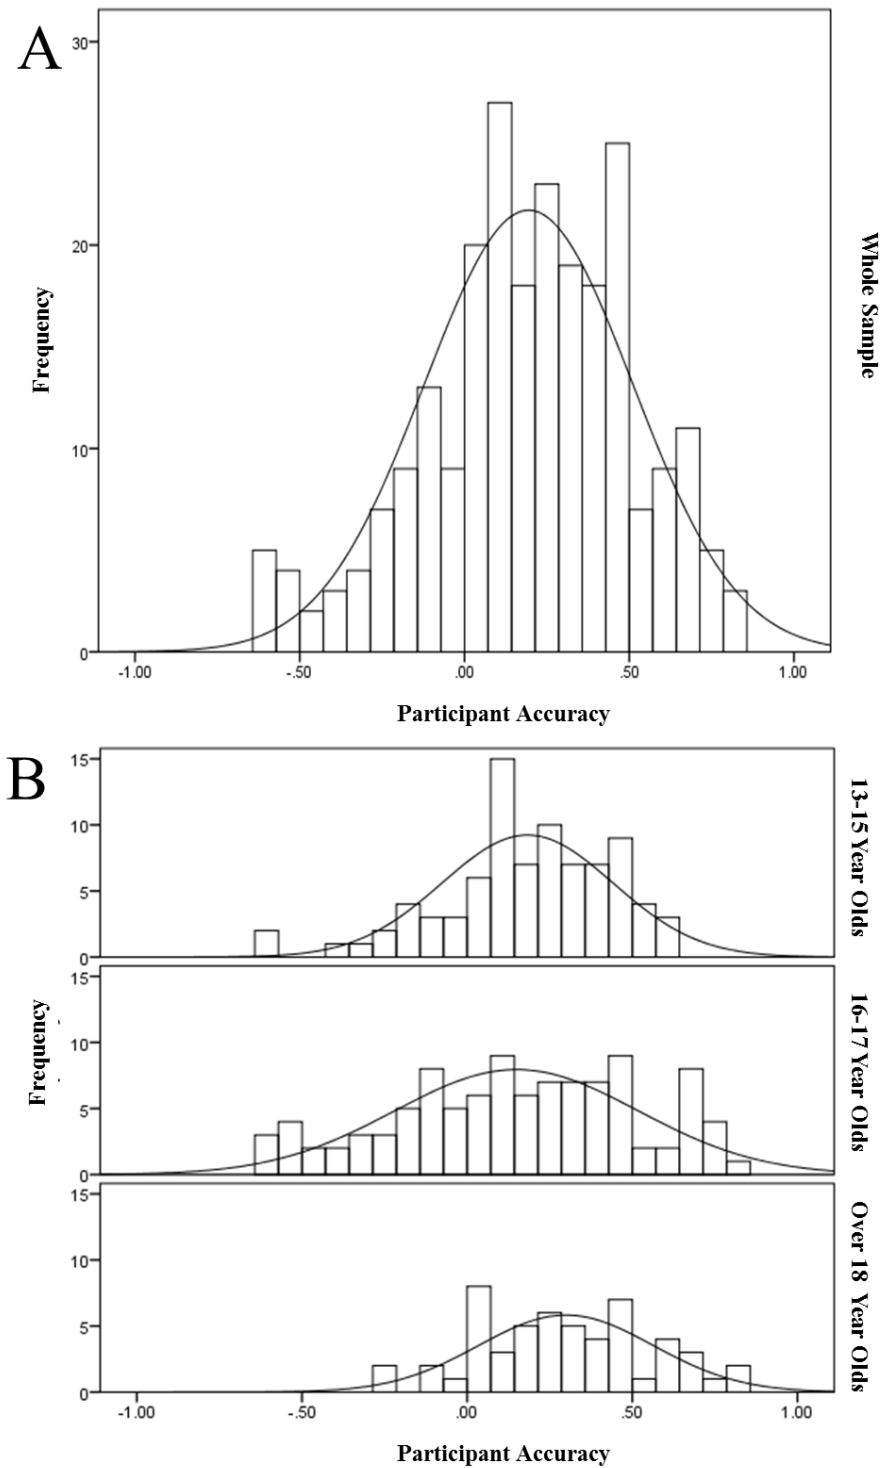 A
30
20
10
0
Frequency
Whole Sample
-1.00 -.50 .00 .50 1.00
Participant Accuracy
B
15
10
5
0
13-15 Year Olds
15
10
5
0
Frequency
16-17 Year Olds
15
10
5
0
Over 18 Year Olds
-1.00 -.50 .00 .50 1.00
Participant Accuracy